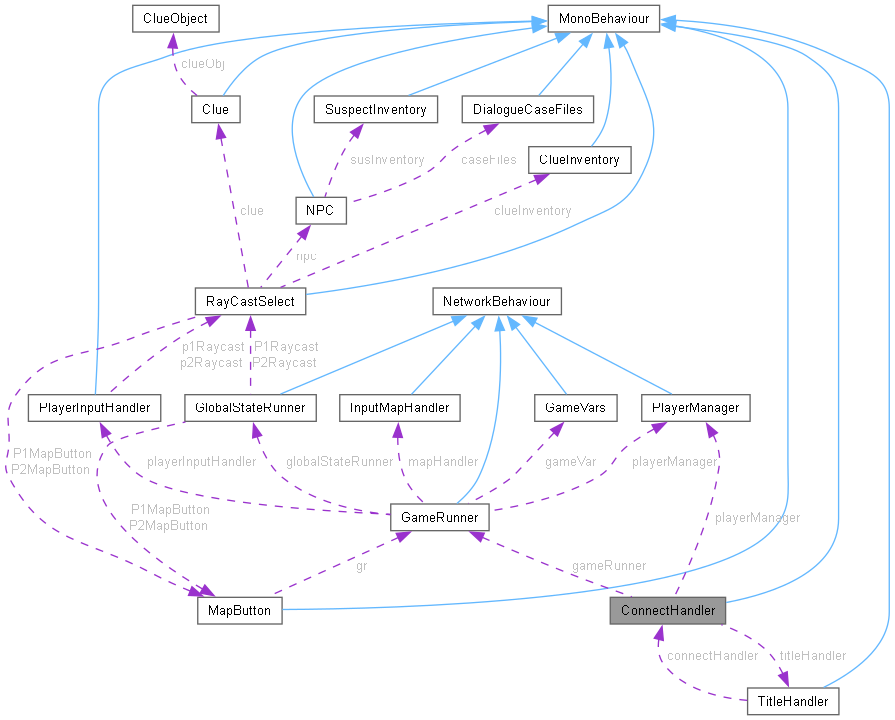 ClueObject
MonoBehaviour
clueObj
Clue
SuspectInventory
DialogueCaseFiles
susInventory
caseFiles
ClueInventory
clue
NPC
clueInventory
npc
RayCastSelect
NetworkBehaviour
p1Raycast
p2Raycast
P1Raycast
P2Raycast
PlayerInputHandler
GlobalStateRunner
InputMapHandler
GameVars
PlayerManager
P1MapButton
P2MapButton
playerInputHandler
globalStateRunner
mapHandler
gameVar
playerManager
P1MapButton
P2MapButton
GameRunner
playerManager
gr
gameRunner
MapButton
ConnectHandler
connectHandler
titleHandler
TitleHandler